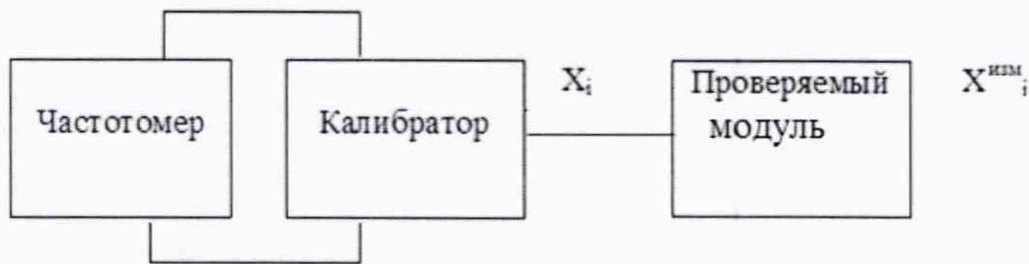 Частотомер
Калибратор
X_i
Проверяемый
модуль
X^изм_i